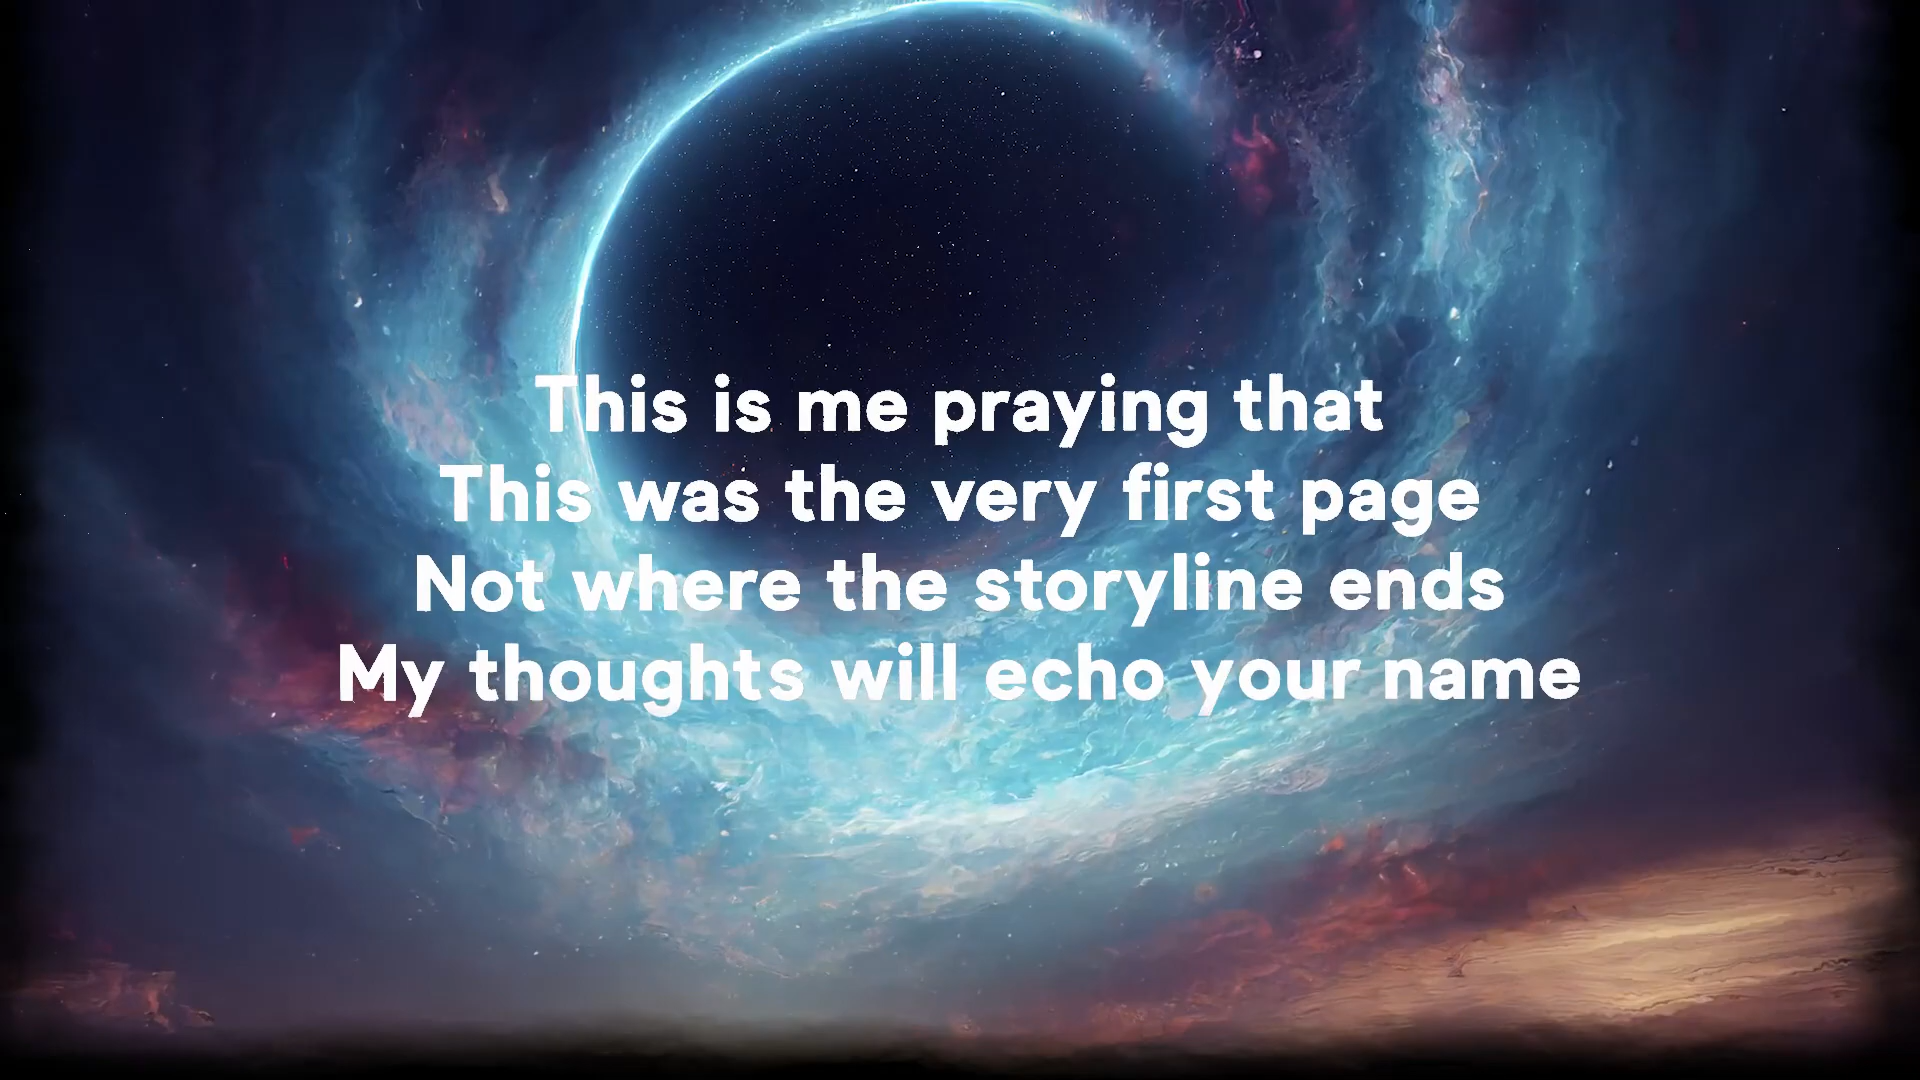 This is me praying that
This was the very first page
Not where the storyline ends
My thoughts will echo your name